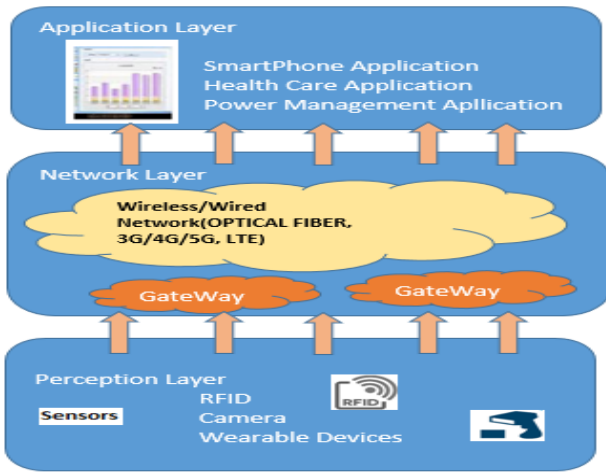 Application Layer
SmartPhone Application
Health Care Application
Power Management Apllication
Network Layer
Wireless/Wired
Network(OPTICAL FIBER,
3G/4G/5G, LTE)
GateWay
GateWay
Perception Layer
RFID
RFID
Sensors
Camera
Wearable Devices